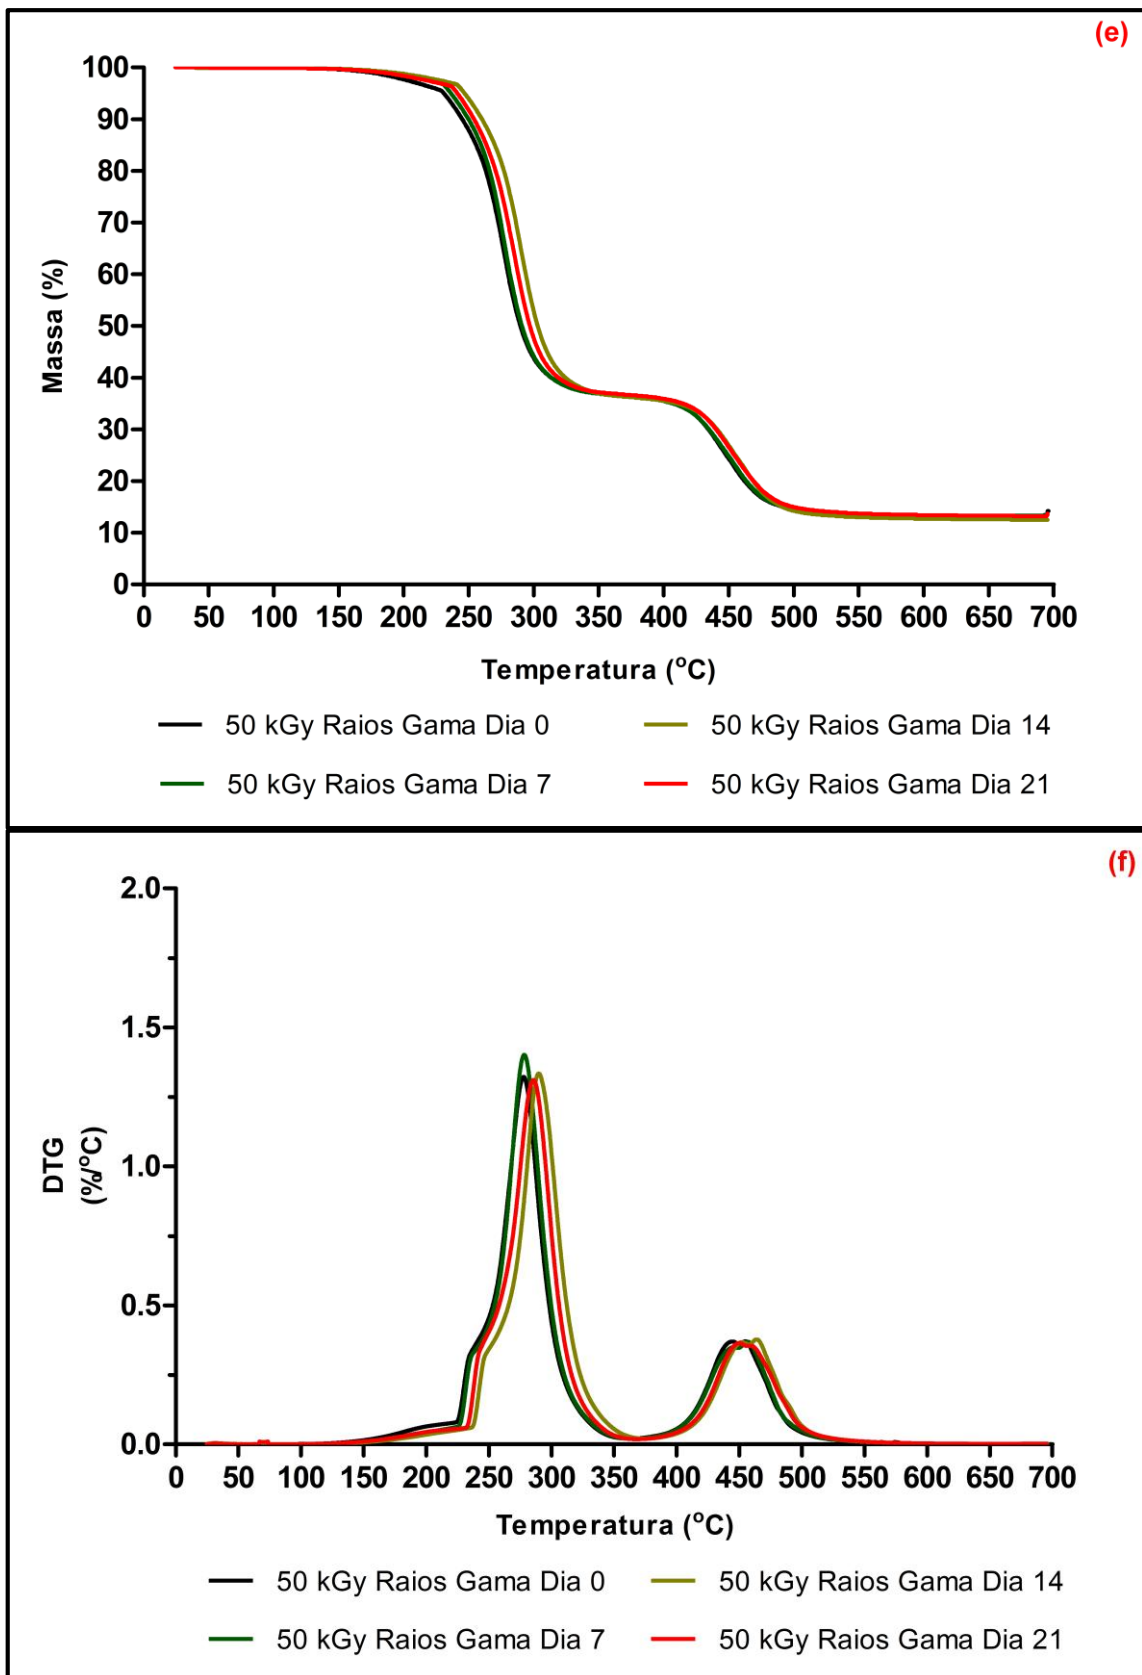 (e)
100
90
80
70
60
50
40
30
20
10
0
Massa (%)
0 50 100 150 200 250 300 350 400 450 500 550 600 650 700
Temperatura (°C)
50 kGy Raios Gama Dia 0
50 kGy Raios Gama Dia 14
50 kGy Raios Gama Dia 7
50 kGy Raios Gama Dia 21
(f)
2.0
1.5
1.0
0.5
0.0
DTG
(%/°C)
0 50 100 150 200 250 300 350 400 450 500 550 600 650 700
Temperatura (°C)
50 kGy Raios Gama Dia 0
50 kGy Raios Gama Dia 14
50 kGy Raios Gama Dia 7
50 kGy Raios Gama Dia 21